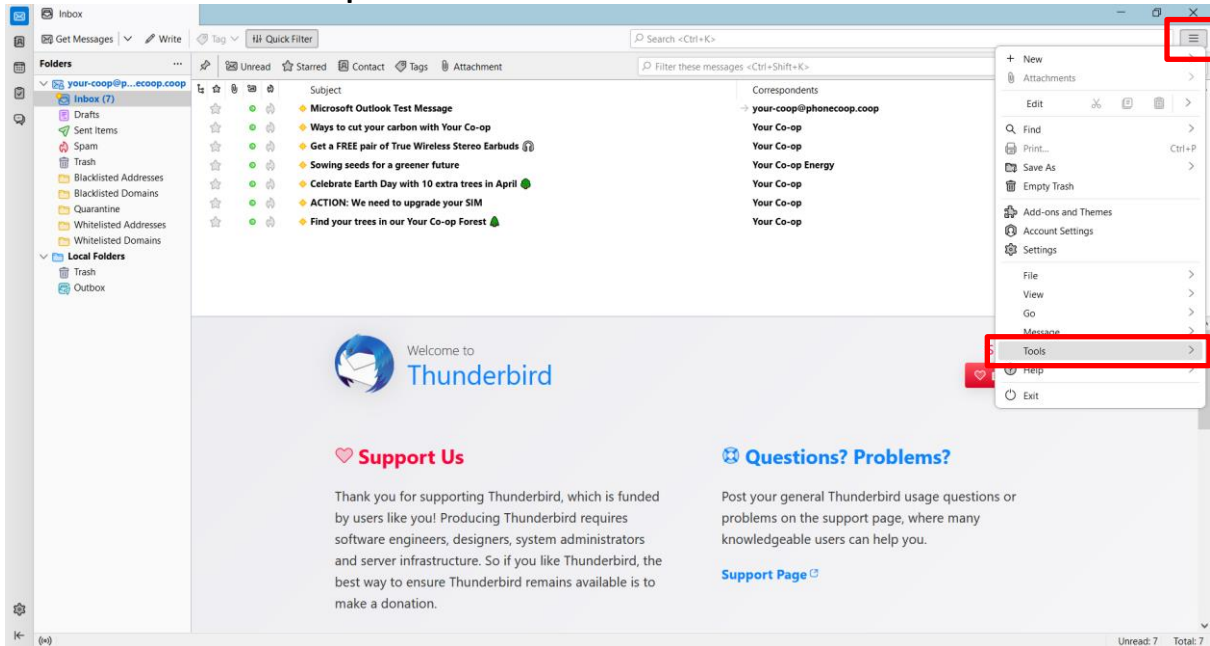 Inbox
Get Messages Write
Tag Quick Filter
Search <Ctrl+K>
Folders ...
your-coop@p...ecoop.coop
Inbox (7)
Drafts
Sent Items
Spam
Trash
Blacklisted Addresses
Blacklisted Domains
Quarantine
Whitelisted Addresses
Whitelisted Domains
Local Folders
Trash
Outbox
Unread Starred Contact Tags Attachment
Filter these messages <Ctrl+Shift+K>
Subject Correspondents
Microsoft Outlook Test Message your-coop@phonecoop.coop
Ways to cut your carbon with Your Co-op Your Co-op
Get a FREE pair of True Wireless Stereo Earbuds Your Co-op
Sowing seeds for a greener future Your Co-op Energy
Celebrate Earth Day with 10 extra trees in April Your Co-op
ACTION: We need to upgrade your SIM Your Co-op
Find your trees in our Your Co-op Forest Your Co-op
New
Attachments
Edit
Find
Print... Ctrl+P
Save As
Empty Trash
Add-ons and Themes
Account Settings
Settings
File
View
Go
Message
Tools
Help
Exit
Welcome to
Thunderbird
Support Us
Thank you for supporting Thunderbird, which is funded
by users like you! Producing Thunderbird requires
software engineers, designers, system administrators
and server infrastructure. So if you like Thunderbird, the
best way to ensure Thunderbird remains available is to
make a donation.
Questions? Problems?
Post your general Thunderbird usage questions or
problems on the support page, where many
knowledgeable users can help you.
Support Page
Unread: 7 Total: 7